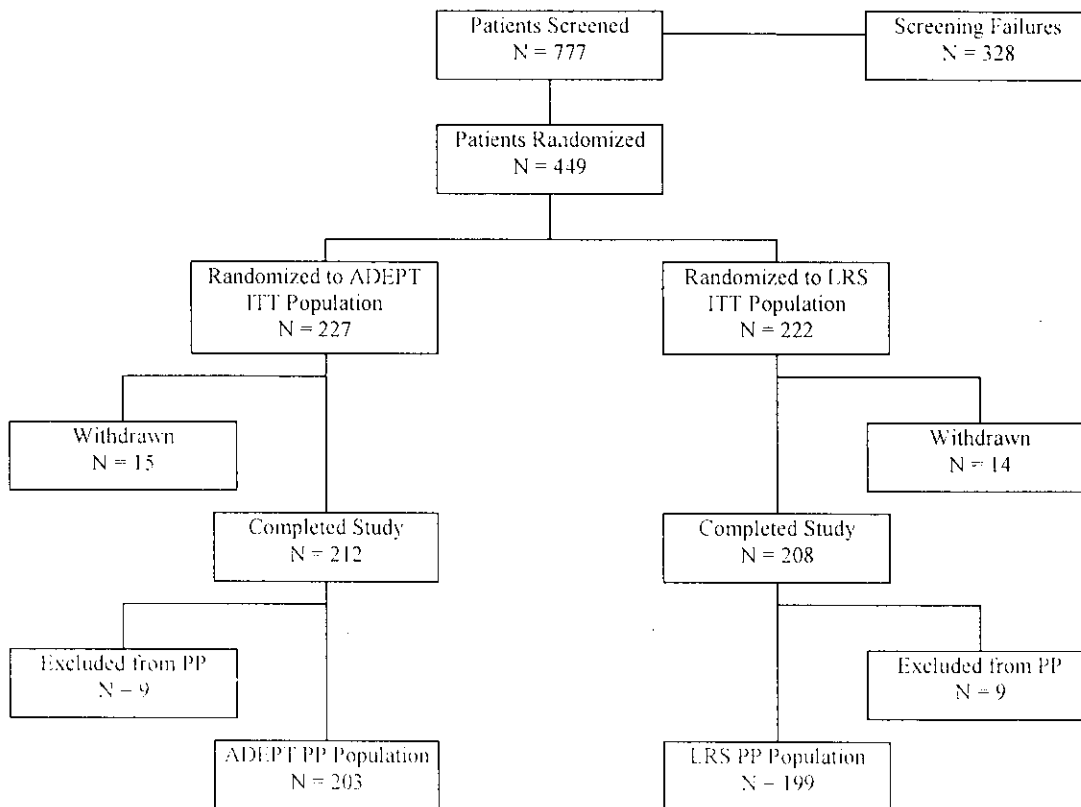 Patients Screened
N = 777
Screening Failures
N = 328
Patients Randomized
N = 449
Randomized to ADEPT
ITT Population
N = 227
Randomized to LRS
ITT Population
N = 222
Withdrawn
N = 15
Withdrawn
N = 14
Completed Study
N = 212
Completed Study
N = 208
Excluded from PP
N = 9
Excluded from PP
N = 9
ADEPT PP Population
N = 203
LRS PP Population
N = 199